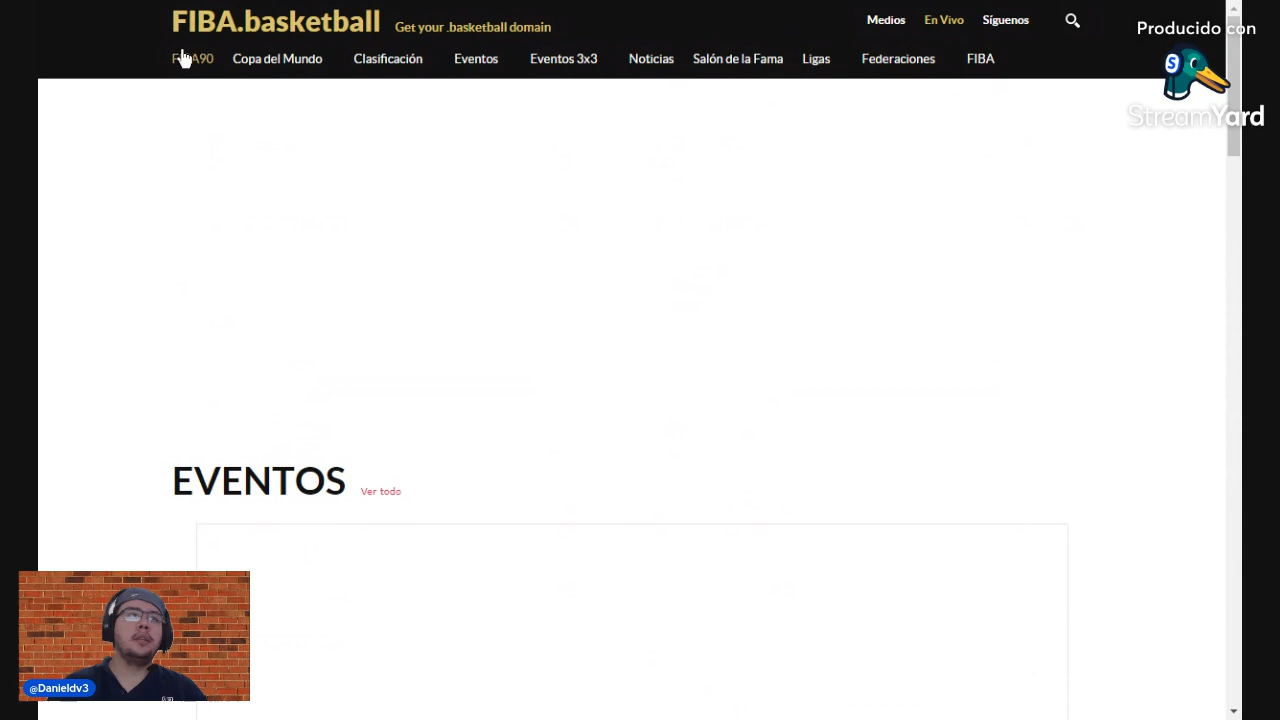 FIBA.basketball Get your .basketball domain
Medios En Vivo Síguenos
Copa del Mundo Clasificación Eventos Eventos 3x3 Noticias Salón de la Fama Ligas Federaciones FIBA
Producido con
StreamYard
EVENTOS Ver todo
@Danieldv3